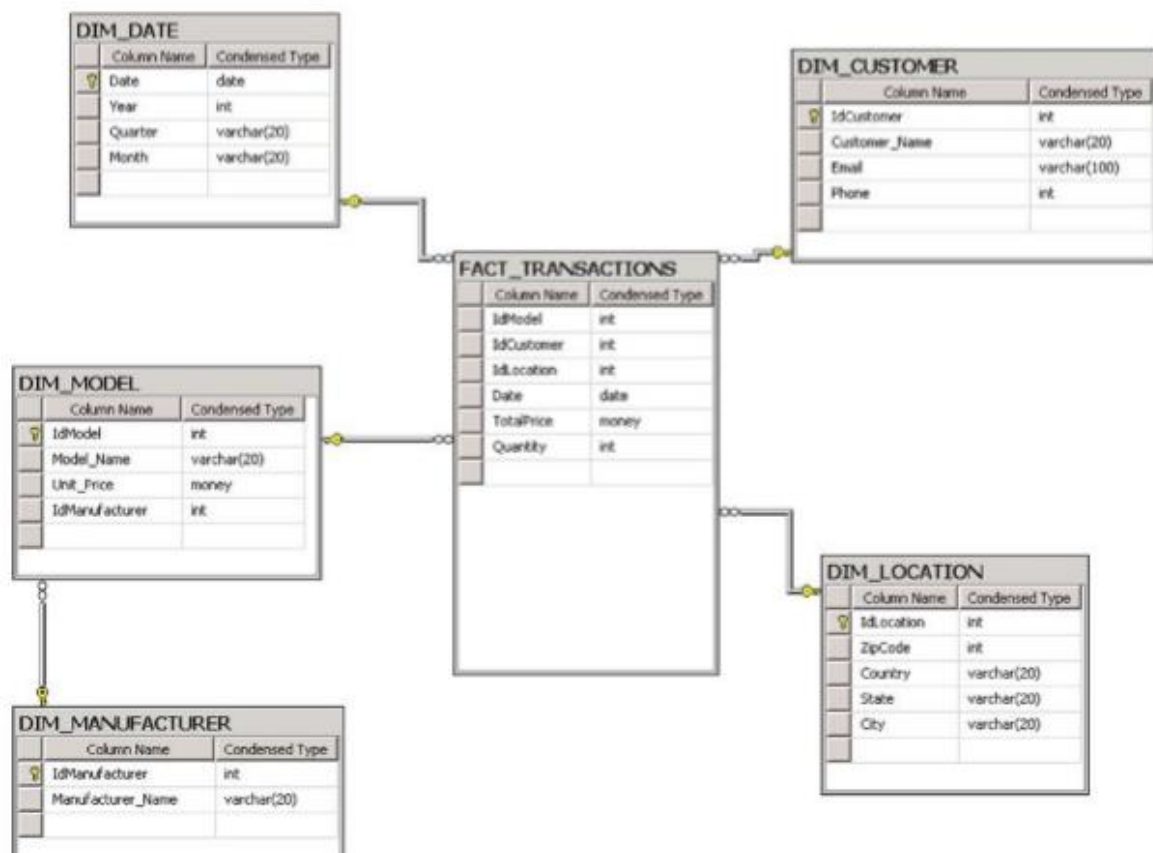 DIM_DATE
Column Name Condensed Type
Date date
Year int
Quarter varchar(20)
Month varchar(20)
DIM_CUSTOMER
Column Name Condensed Type
IdCustomer int
Customer_Name varchar(20)
Email varchar(100)
Phone int
FACT_TRANSACTIONS
Column Name Condensed Type
IdModel int
IdCustomer int
IdLocation int
Date date
TotalPrice money
Quantity int
DIM_MODEL
Column Name Condensed Type
IdModel int
Model_Name varchar(20)
Unit_Price money
IdManufacturer int
DIM_LOCATION
Column Name Condensed Type
IdLocation int
ZipCode int
Country varchar(20)
State varchar(20)
City varchar(20)
DIM_MANUFACTURER
Column Name Condensed Type
IdManufacturer int
Manufacturer_Name varchar(20)